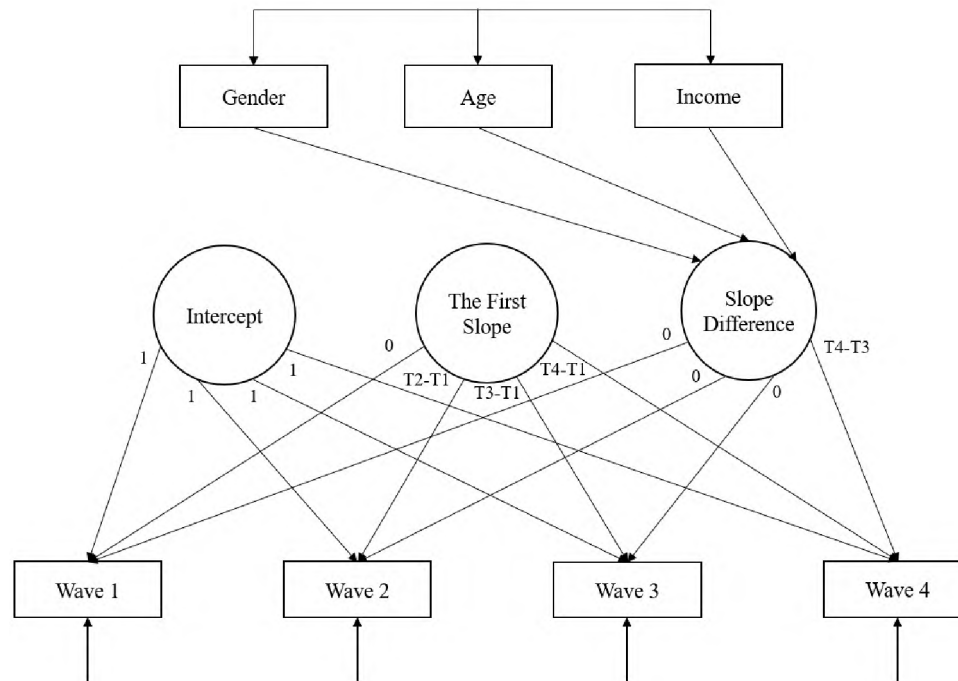 Gender
Age
Income
Intercept
The First
Slope
Slope
Difference
1
1
1
1
0
T2-T1
T3-T1
T4-T1
0
0
0
T4-T3
Wave 1
Wave 2
Wave 3
Wave 4